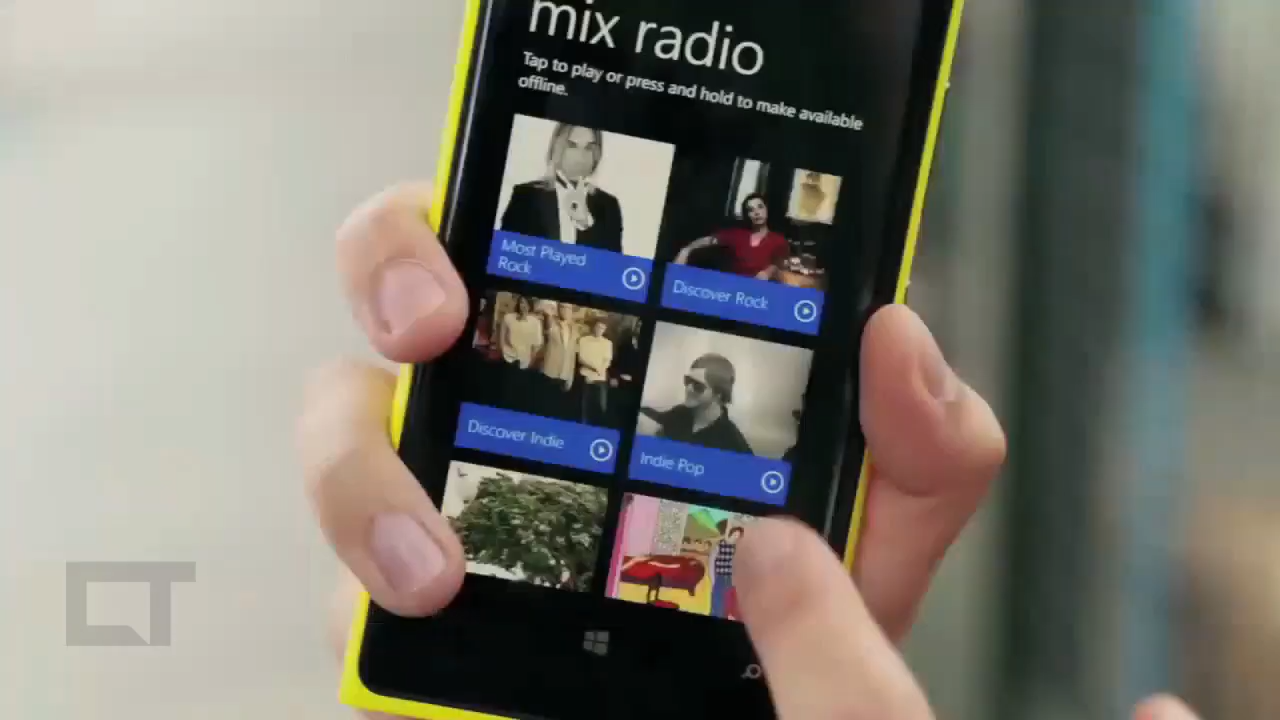 mix radio
Tap to play or press and hold to make available
offline.
Most Played
Rock
Discover Rock
Discover Indie
Indie Pop